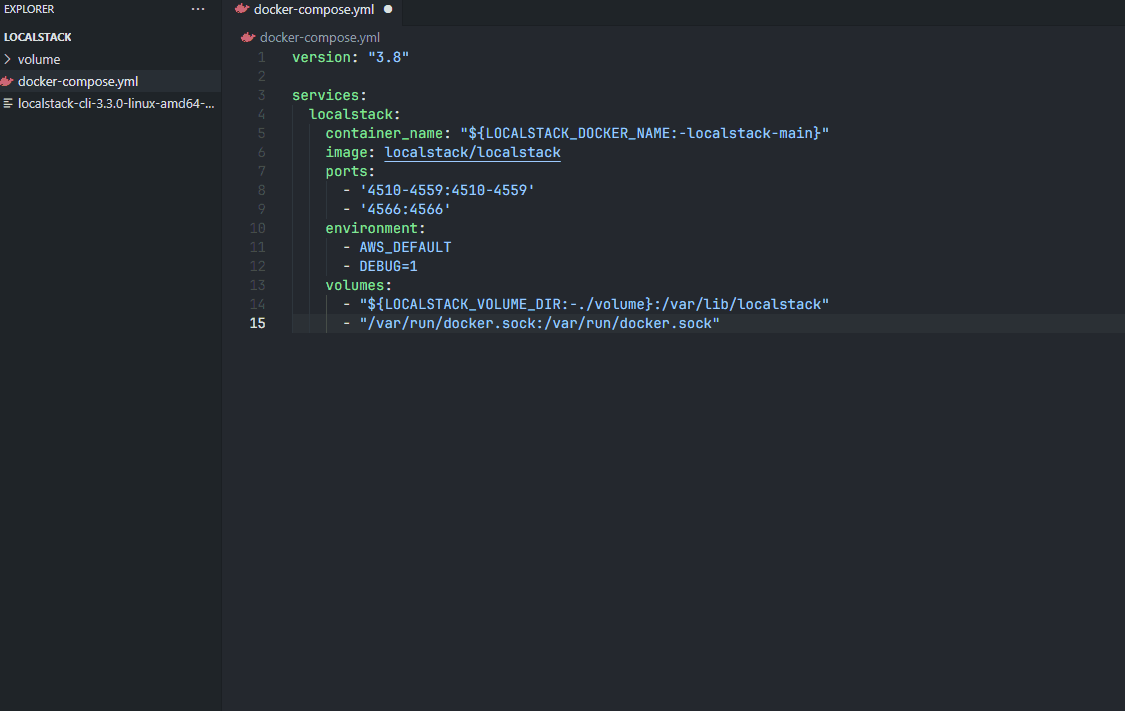 EXPLORER
···
LOCALSTACK
volume
docker-compose.yml
localstack-cli-3.3.0-linux-amd64-...
docker-compose.yml
docker-compose.yml
1 version: "3.8"
2
3 services:
4   localstack:
5     container_name: "${LOCALSTACK_DOCKER_NAME:-localstack-main}"
6     image: localstack/localstack
7     ports:
8       - '4510-4559:4510-4559'
9       - '4566:4566'
10     environment:
11       - AWS_DEFAULT
12       - DEBUG=1
13     volumes:
14       - "${LOCALSTACK_VOLUME_DIR:-./volume}:/var/lib/localstack"
15       - "/var/run/docker.sock:/var/run/docker.sock"